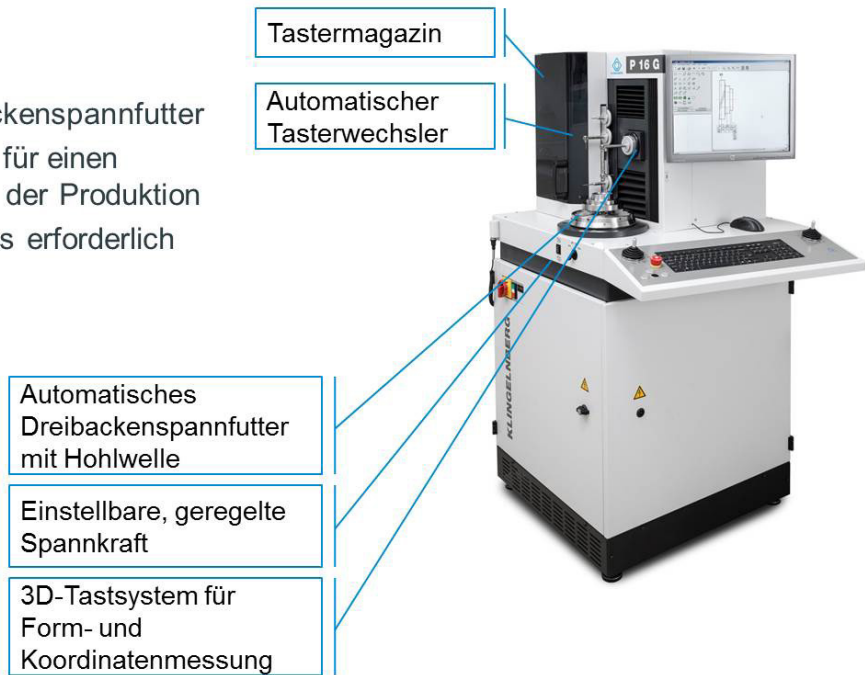 Tastermagazin
Automatischer
Tasterwechsler
ckenspannfutter
für einen
der Produktion
s erforderlich
P 16 G
KLINGELNBERG
Automatisches
Dreibackenspannfutter
mit Hohlwelle
Einstellbare, geregelte
Spannkraft
3D-Tastsystem für
Form- und
Koordinatenmessung